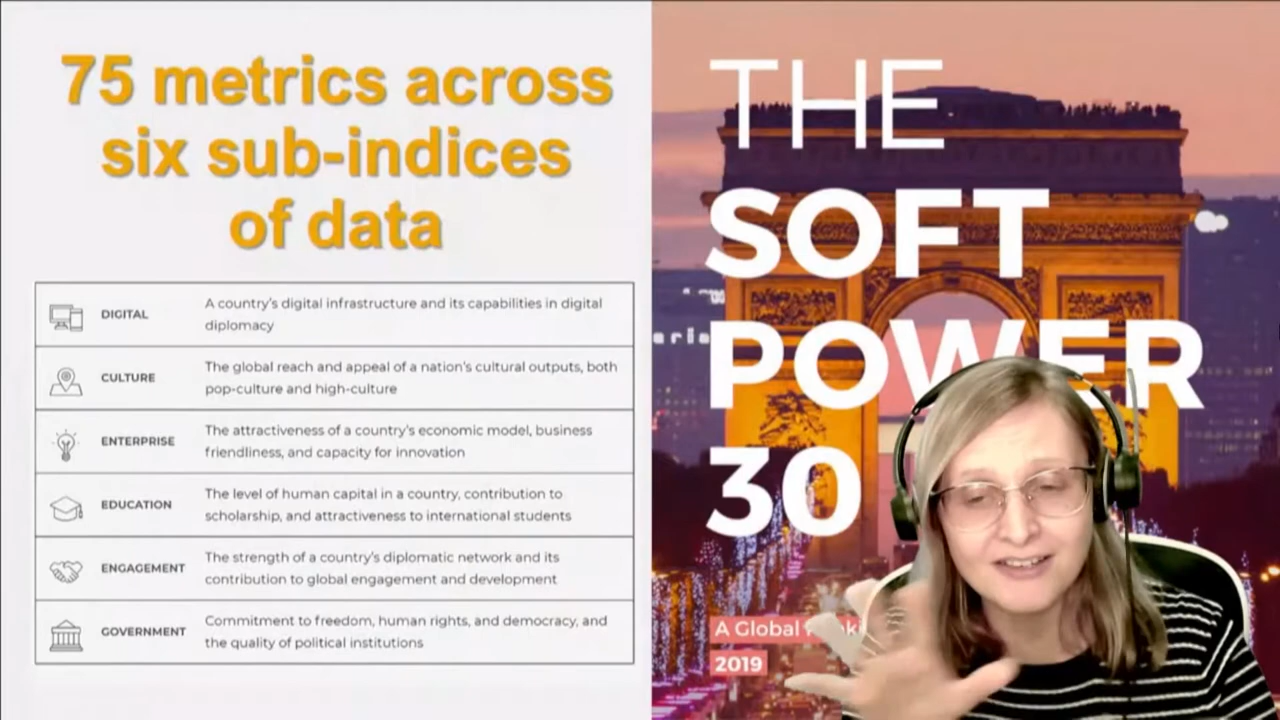 75 metrics across
six sub-indices
of data
DIGITAL
A country's digital infrastructure and its capabilities in digital
diplomacy
CULTURE
The global reach and appeal of a nation's cultural outputs, both
pop-culture and high-culture
ENTERPRISE
The attractiveness of a country's economic model, business
friendliness, and capacity for innovation
EDUCATION
The level of human capital in a country, contribution to
scholarship, and attractiveness to international students
ENGAGEMENT
The strength of a country's diplomatic network and its
contribution to global engagement and development
GOVERNMENT
Commitment to freedom, human rights, and democracy, and
the quality of political institutions
THE
SOFT
POWER
30
A Global
2019